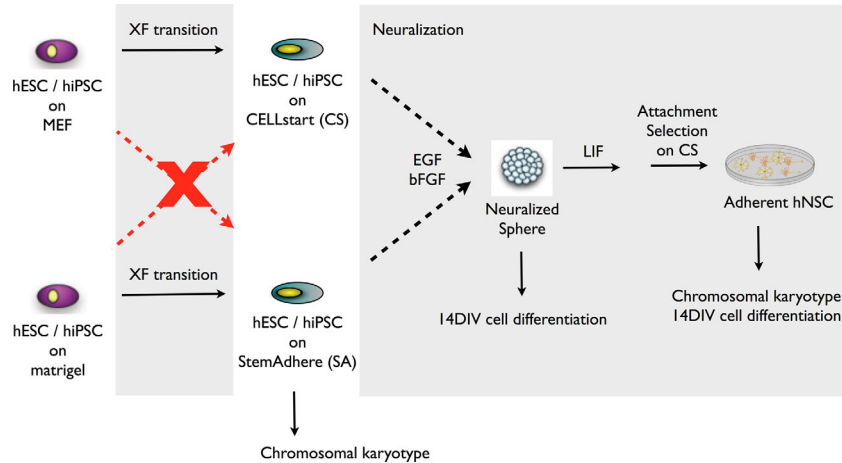 XF transition
hESC / hiPSC
on
MEF
hESC / hiPSC
on
CELLstart (CS)
Neuralization
X
EGF
bFGF
LIF
Attachment
Selection
on CS
Neuralized
Sphere
Adherent hNSC
XF transition
hESC / hiPSC
on
matrigel
hESC / hiPSC
on
StemAdhere (SA)
14DIV cell differentiation
Chromosomal karyotype
14DIV cell differentiation
Chromosomal karyotype